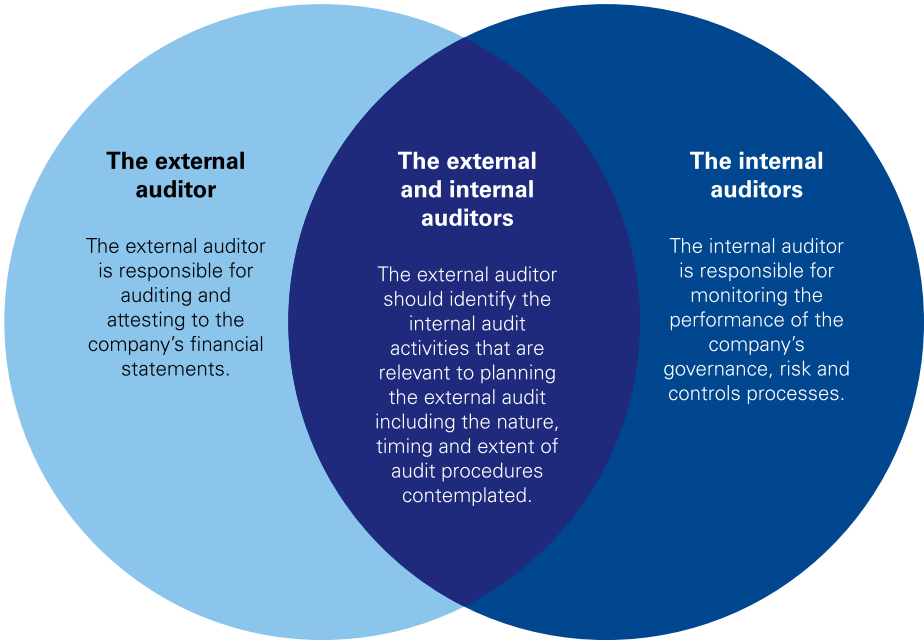 The external
auditor
The external auditor
is responsible for
auditing and
attesting to the
company’s financial
statements.
The external
and internal
auditors
The external auditor
should identify the
internal audit
activities that are
relevant to planning
the external audit
including the nature,
timing and extent of
audit procedures
contemplated.
The internal
auditors
The internal auditor
is responsible for
monitoring the
performance of the
company’s
governance, risk and
controls processes.